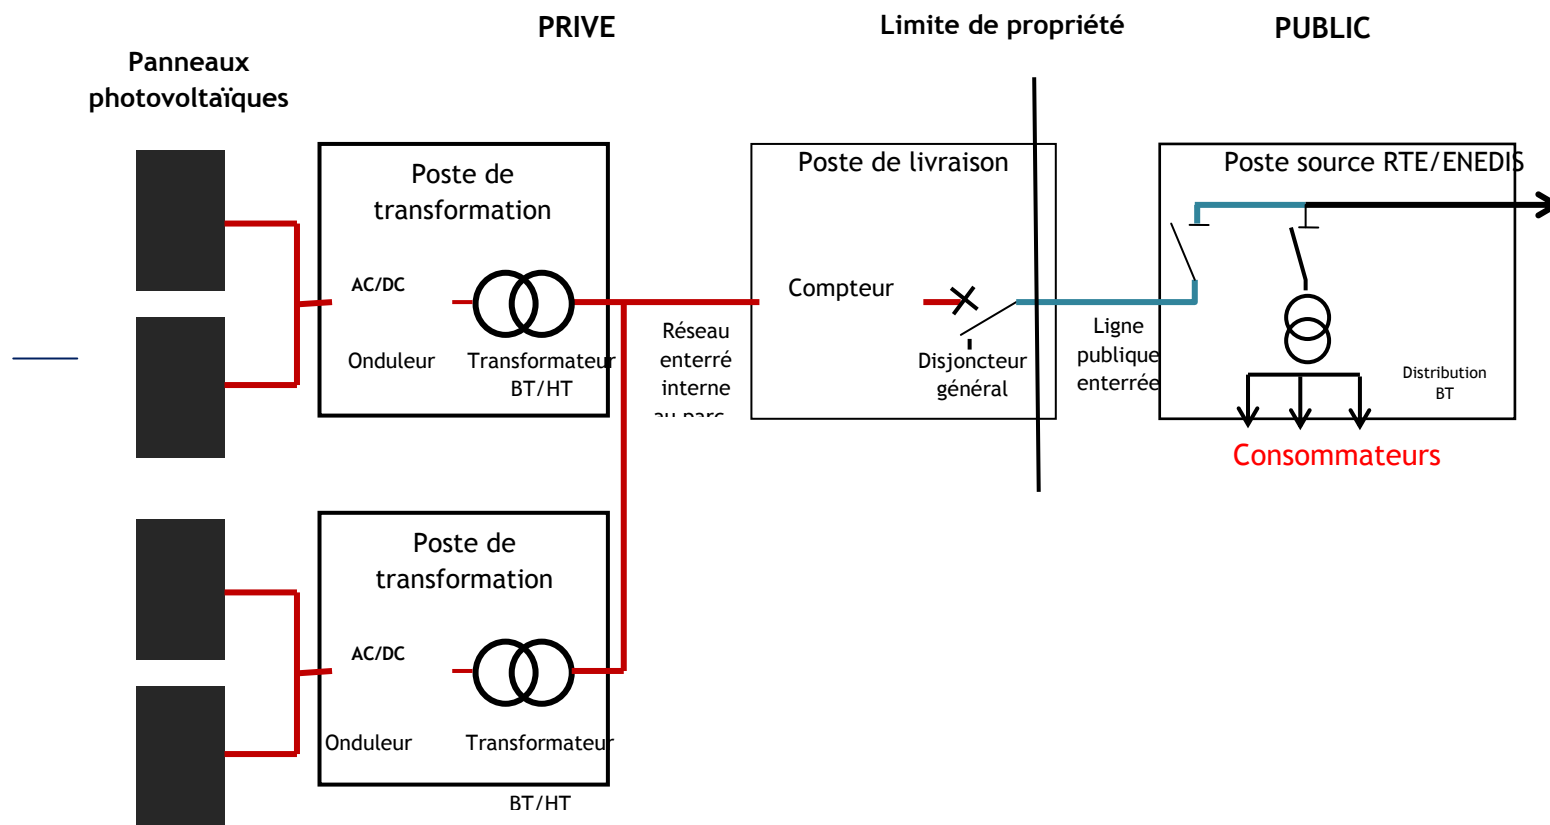 PRIVE
Limite de propriété
PUBLIC
Panneaux
photovoltaïques
Poste de
transformation
AC/DC
Onduleur
Transformateur
BT/HT
Réseau
enterré
interne
au parc
Poste de livraison
Compteur
Disjoncteur
général
Ligne
publique
enterrée
Poste source RTE/ENEDIS
Distribution
BT
Consommateurs
Poste de
transformation
AC/DC
Onduleur
Transformateur
BT/HT